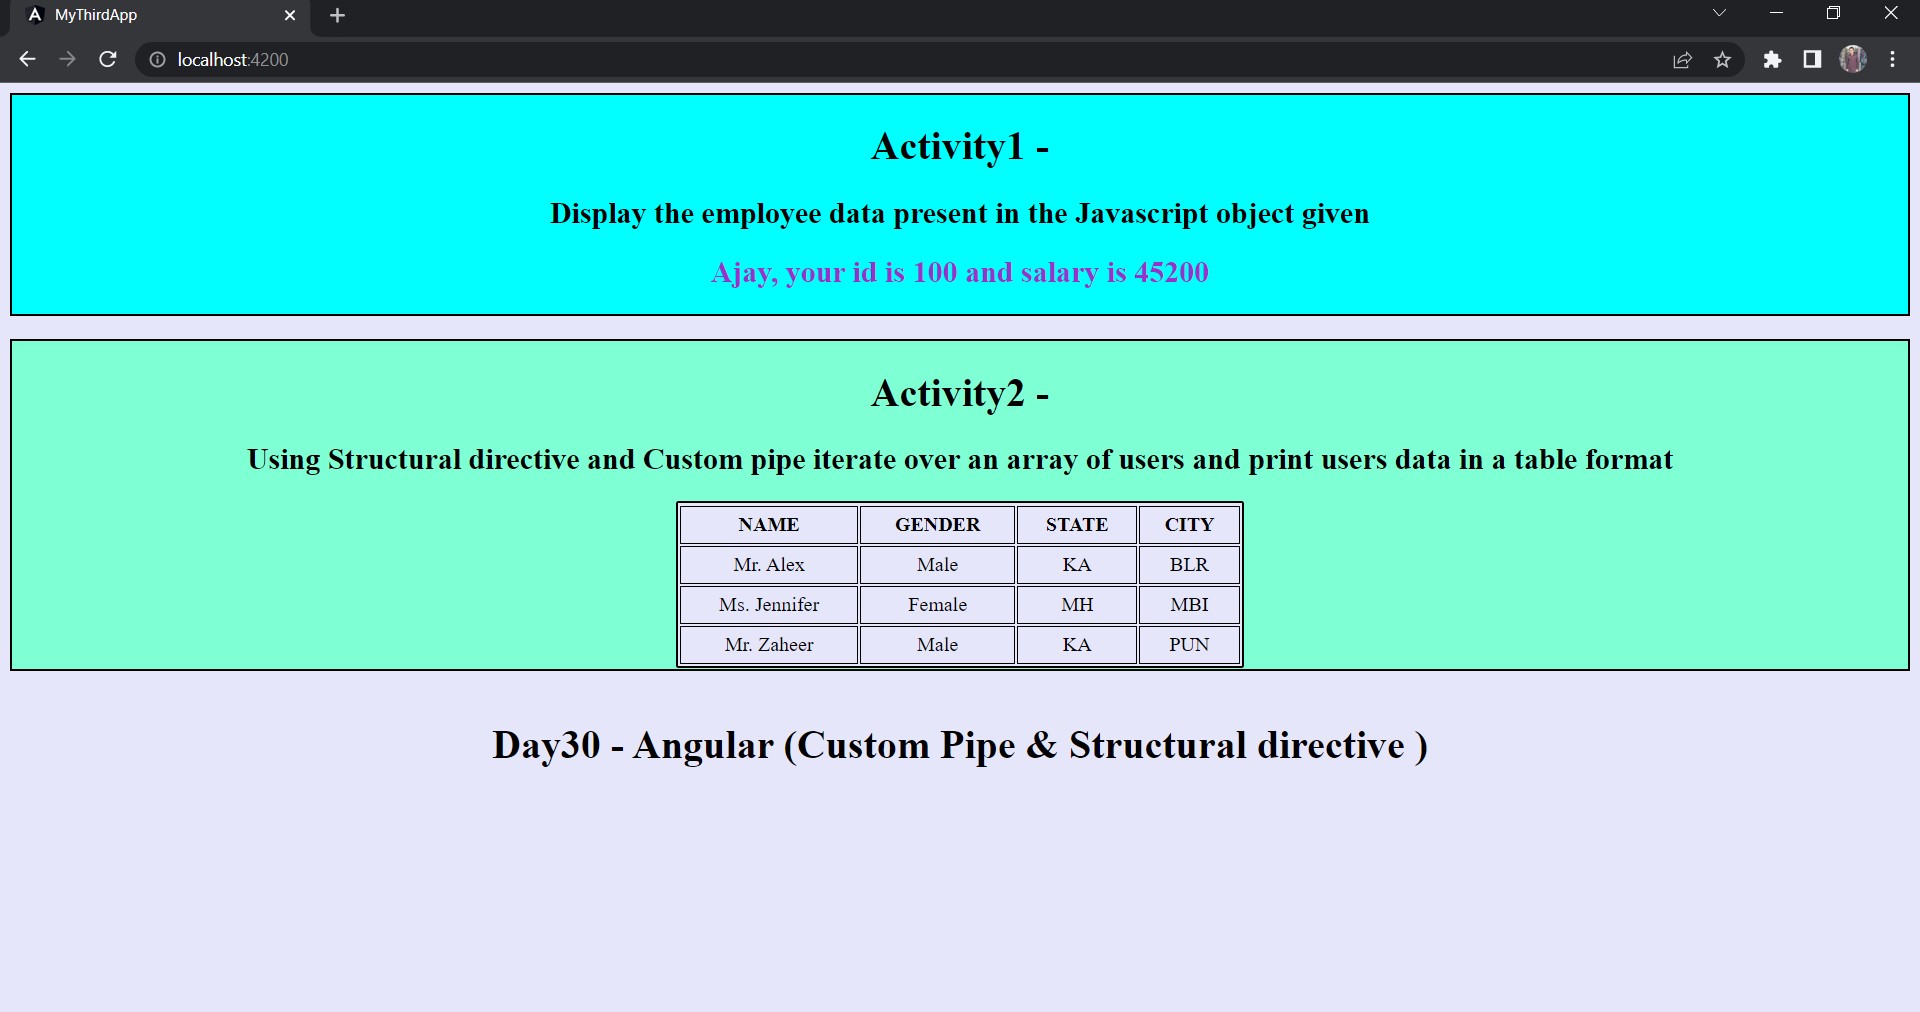 MyThirdApp
localhost:4200
Activity1 -
Display the employee data present in the Javascript object given
Ajay, your id is 100 and salary is 45200
Activity2 -
Using Structural directive and Custom pipe iterate over an array of users and print users data in a table format
NAME GENDER STATE CITY
Mr. Alex Male KA BLR
Ms. Jennifer Female MH MBI
Mr. Zaheer Male KA PUN
Day30 - Angular (Custom Pipe & Structural directive )